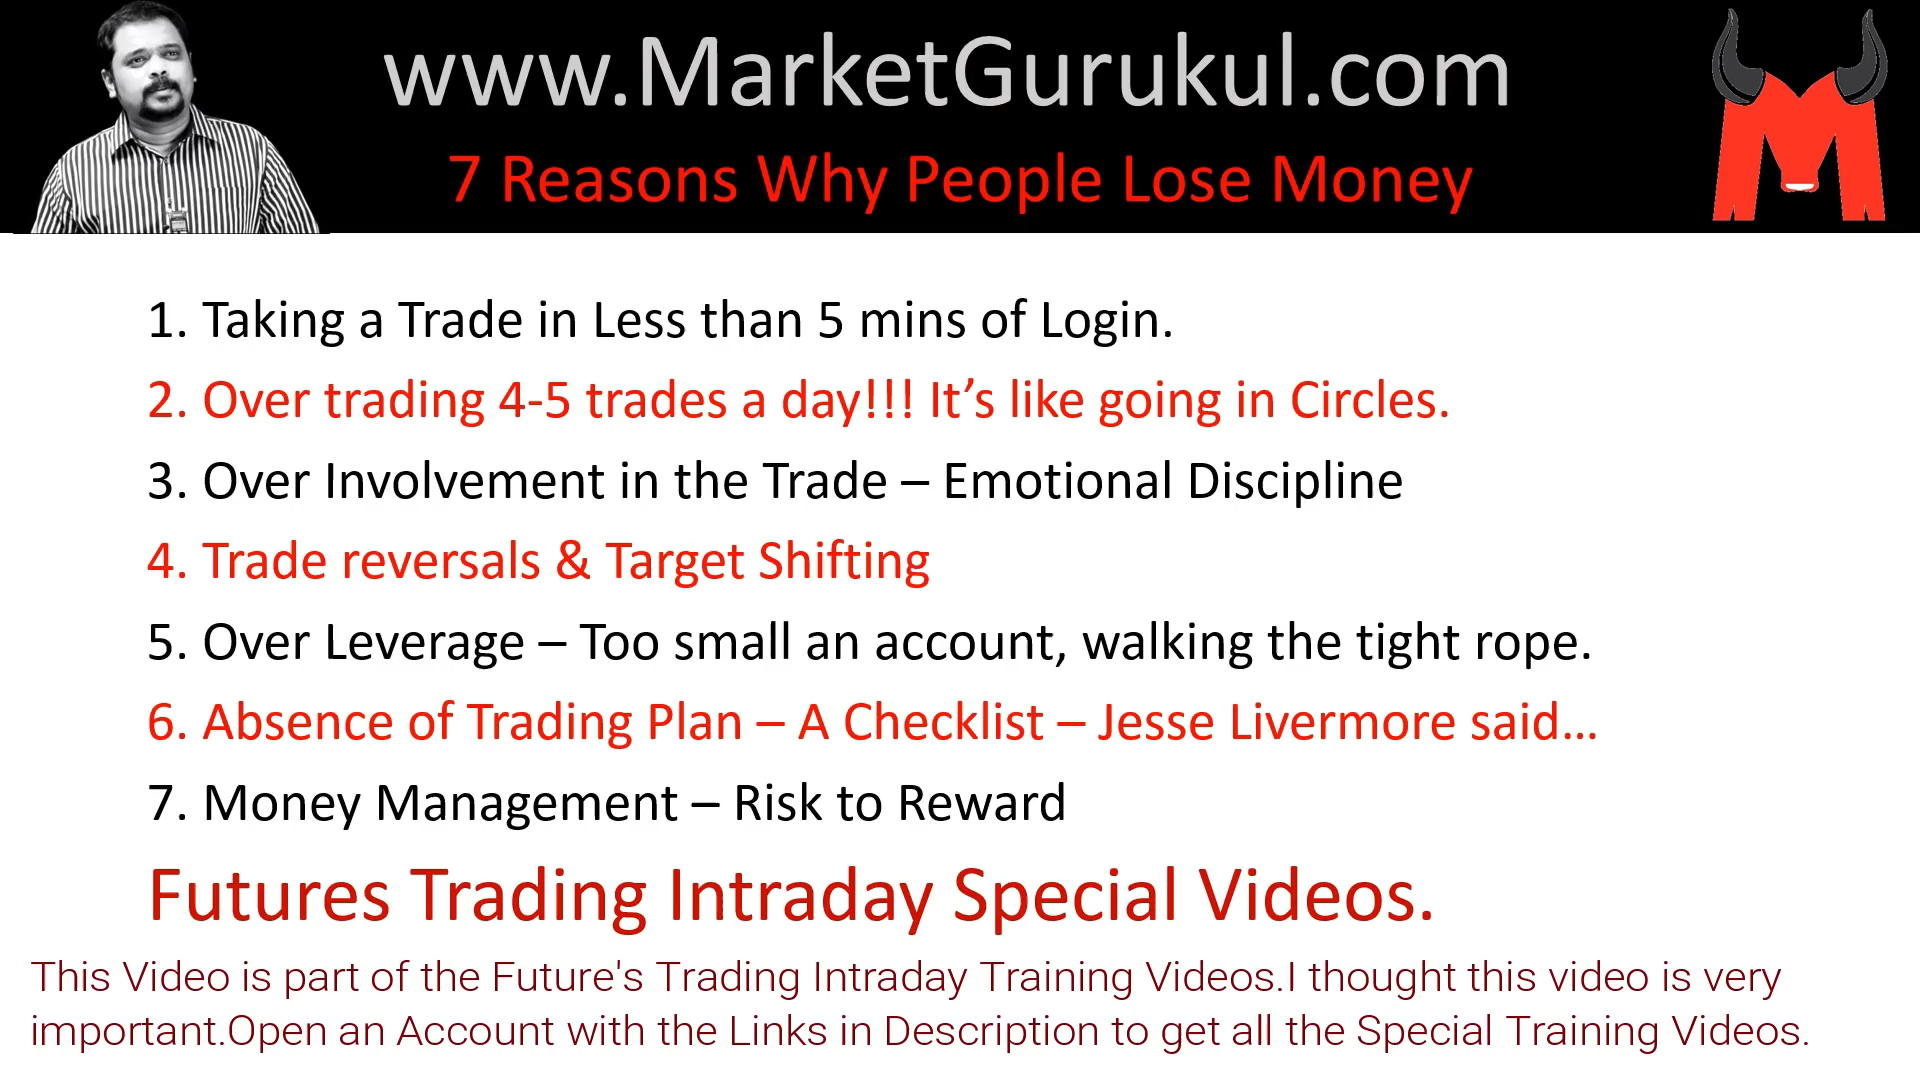 www.MarketGurukul.com
7 Reasons Why People Lose Money
1. Taking a Trade in Less than 5 mins of Login.
2. Over trading 4-5 trades a day!!! It’s like going in Circles.
3. Over Involvement in the Trade – Emotional Discipline
4. Trade reversals & Target Shifting
5. Over Leverage – Too small an account, walking the tight rope.
6. Absence of Trading Plan – A Checklist – Jesse Livermore said…
7. Money Management – Risk to Reward
Futures Trading Intraday Special Videos.
This Video is part of the Future's Trading Intraday Training Videos.I thought this video is very
important.Open an Account with the Links in Description to get all the Special Training Videos.